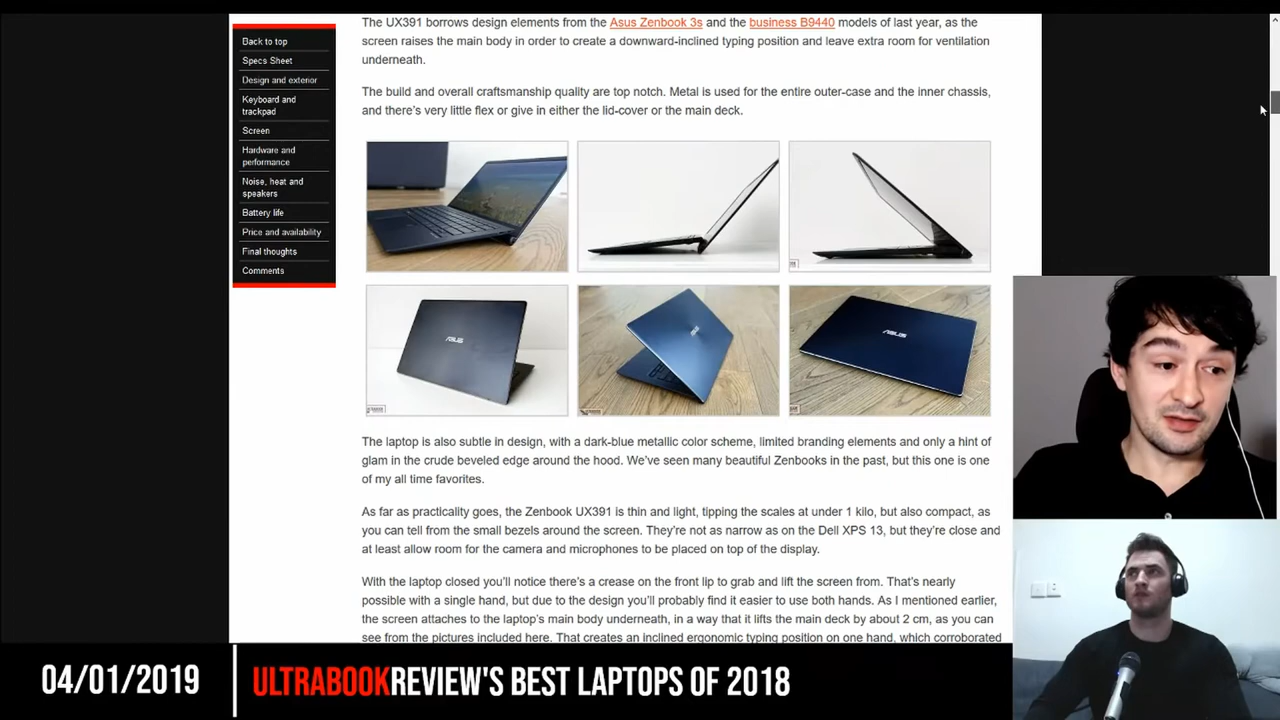 The UX391 borrows design elements from the Asus Zenbook 3s and the business B9440 models of last year, as the
screen raises the main body in order to create a downward-inclined typing position and leave extra room for ventilation
underneath.
Back to top
Specs Sheet
Design and exterior
Keyboard and
trackpad
Screen
Hardware and
performance
Noise, heat and
speakers
Battery life
Price and availability
Final thoughts
Comments
The build and overall craftsmanship quality are top notch. Metal is used for the entire outer-case and the inner chassis,
and there's very little flex or give in either the lid-cover or the main deck.
ASUS
ASUS
ASUS
The laptop is also subtle in design, with a dark-blue metallic color scheme, limited branding elements and only a hint of
glam in the crude beveled edge around the hood. We've seen many beautiful Zenbooks in the past, but this one is one
of my all time favorites.
As far as practicality goes, the Zenbook UX391 is thin and light, tipping the scales at under 1 kilo, but also compact, as
you can tell from the small bezels around the screen. They're not as narrow as on the Dell XPS 13, but they're close and
at least allow room for the camera and microphones to be placed on top of the display.
With the laptop closed you'll notice there's a crease on the front lip to grab and lift the screen from. That's nearly
possible with a single hand, but due to the design you'll probably find it easier to use both hands. As I mentioned earlier,
the screen attaches to the laptop's main body underneath, in a way that it lifts the main deck by about 2 cm, as you can
see from the pictures included here. That creates an inclined ergonomic typing position on one hand, which corroborated
04/01/2019
ULTRABOOKREVIEW'S BEST LAPTOPS OF 2018